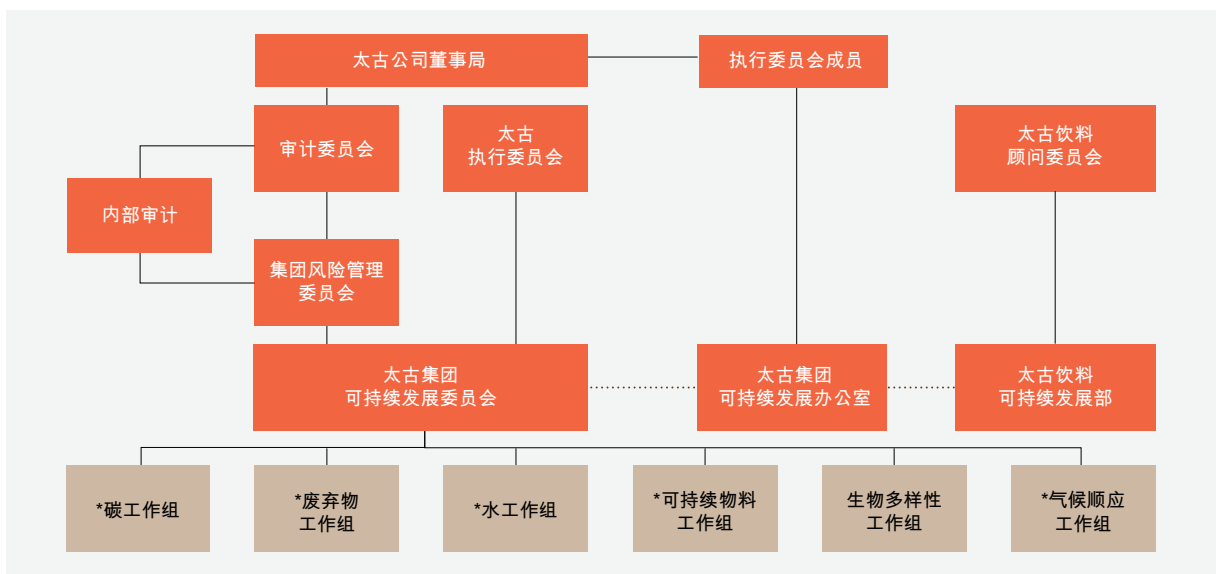 太古公司董事局
执行委员会成员
审计委员会
太古
执行委员会
太古饮料
顾问委员会
内部审计
集团风险管理
委员会
太古集团
可持续发展委员会
太古集团
可持续发展办公室
太古饮料
可持续发展部
*碳工作组
*废弃物
工作组
*水工作组
*可持续物料
工作组
生物多样性
工作组
*气候顺应
工作组